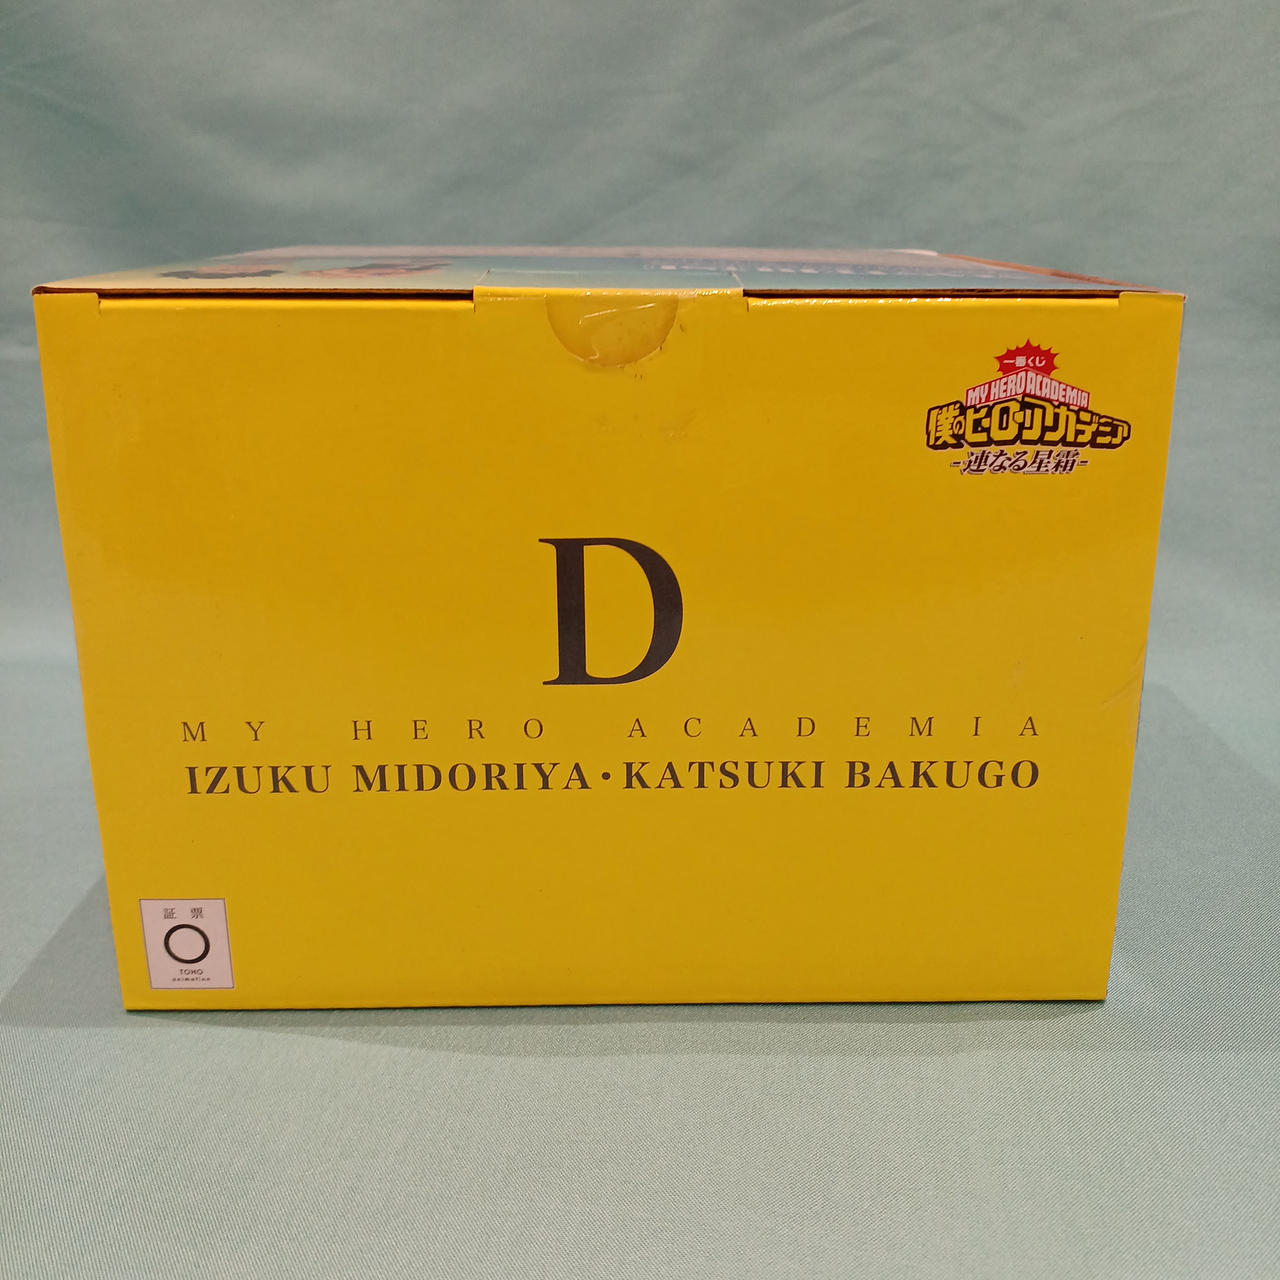 一番くじ
MY HERO ACADEMIA
僕のヒーローアカデミア
-連なる星霜-
D
MY HERO ACADEMIA
IZUKU MIDORIYA・KATSUKI BAKUGO
証 票
TOHO
animation